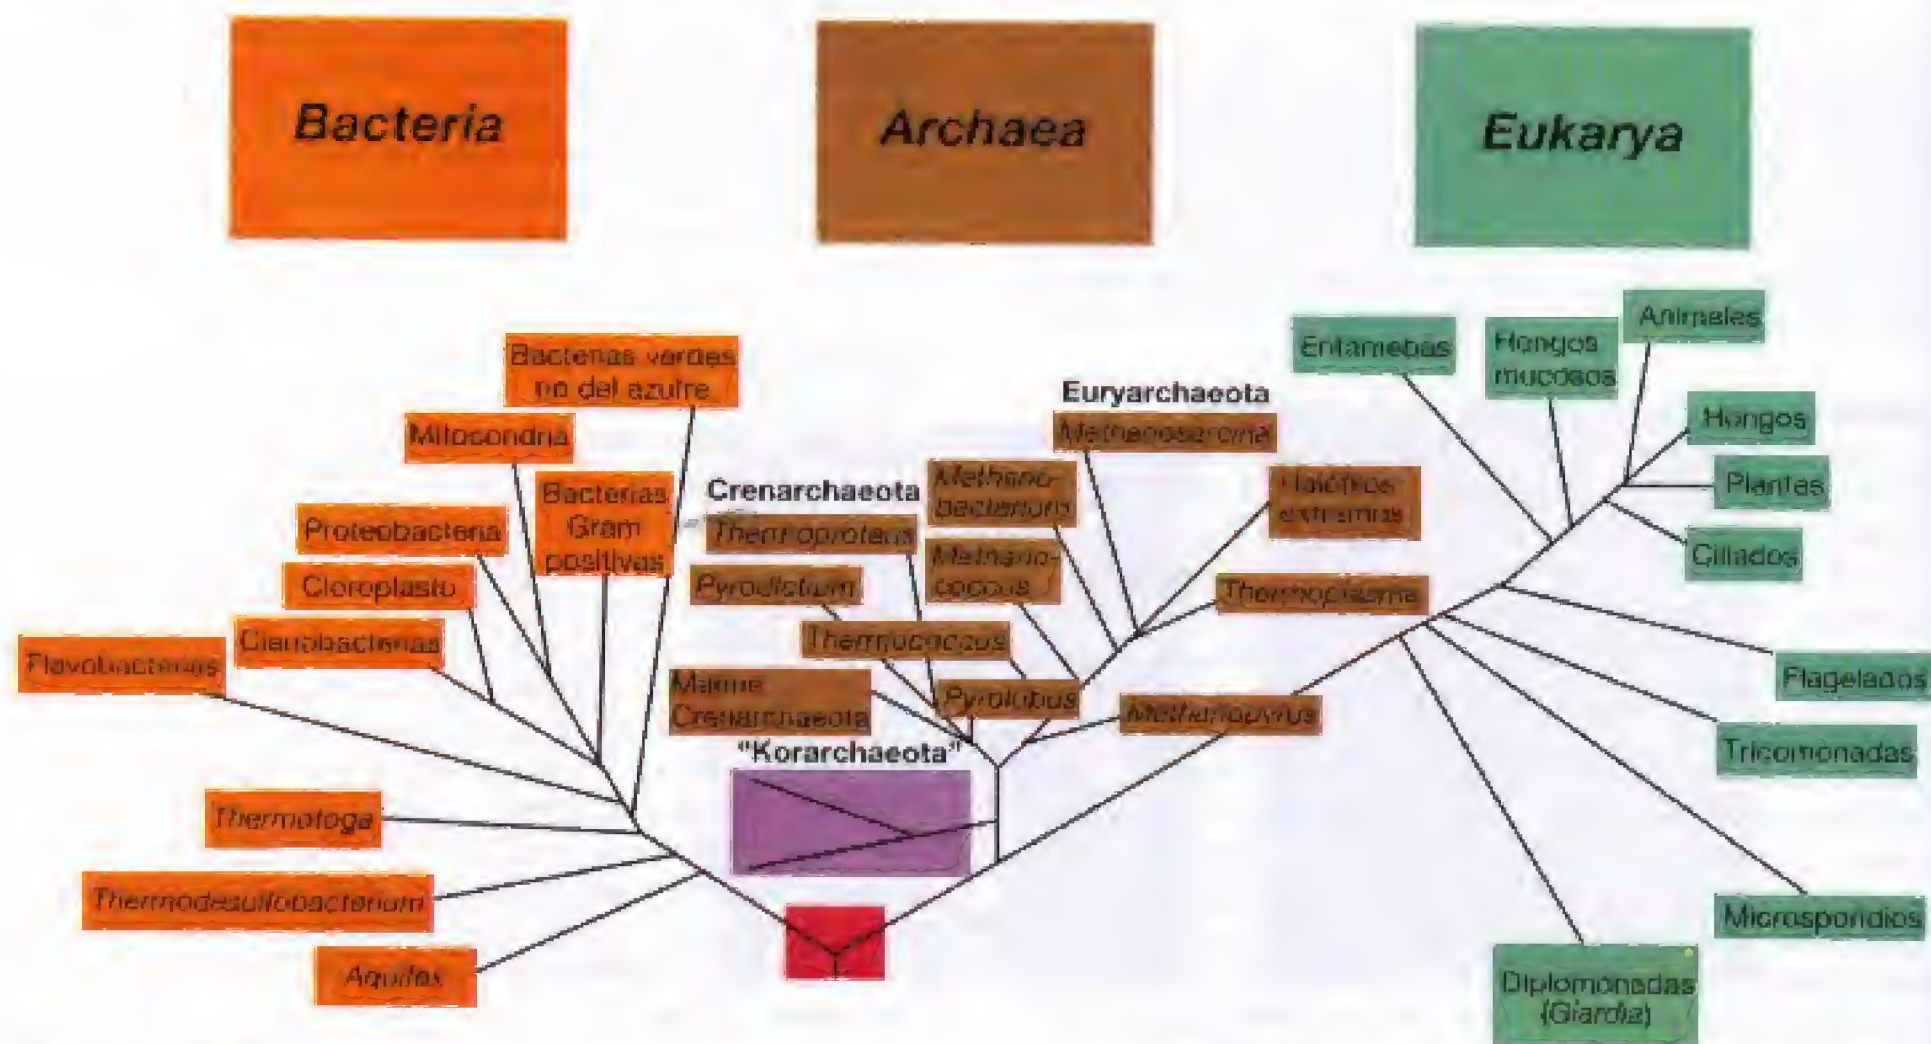 Bacteria
Archaea
Eukarya
Bacterias verdes
no del azufre
Mitocondria
Bacterias
Gram
positivas
Proteobacteria
Cloroplasto
Cianobacterias
Flavobacterias
Thermotoga
Thermodesulfobacterium
Aquifex
Crenarchaeota
Thermoproteus
Pyrodictium
Thermococcus
Marine
Crenarchaeota
Pyrolobus
"Korarchaeota"
Euryarchaeota
Methanosarcina
Methano-
bacterium
Methano-
coccus
Halófilos
extremos
Thermoplasma
Methanopyrus
Entamebas
Hongos
mucosos
Animales
Hongos
Plantas
Ciliados
Flagelados
Tricomonadas
Microsporidios
Diplomonadas
(Giardia)